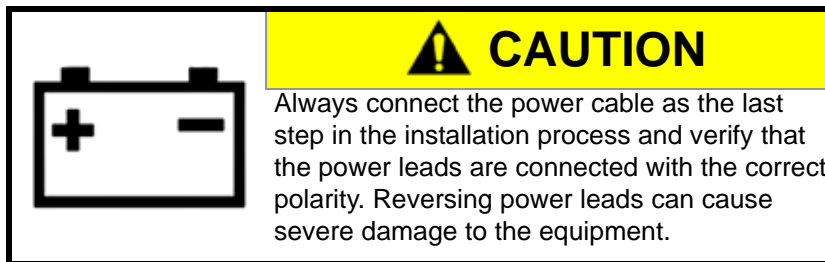 CAUTION
Always connect the power cable as the last
step in the installation process and verify that
the power leads are connected with the correct
polarity. Reversing power leads can cause
severe damage to the equipment.